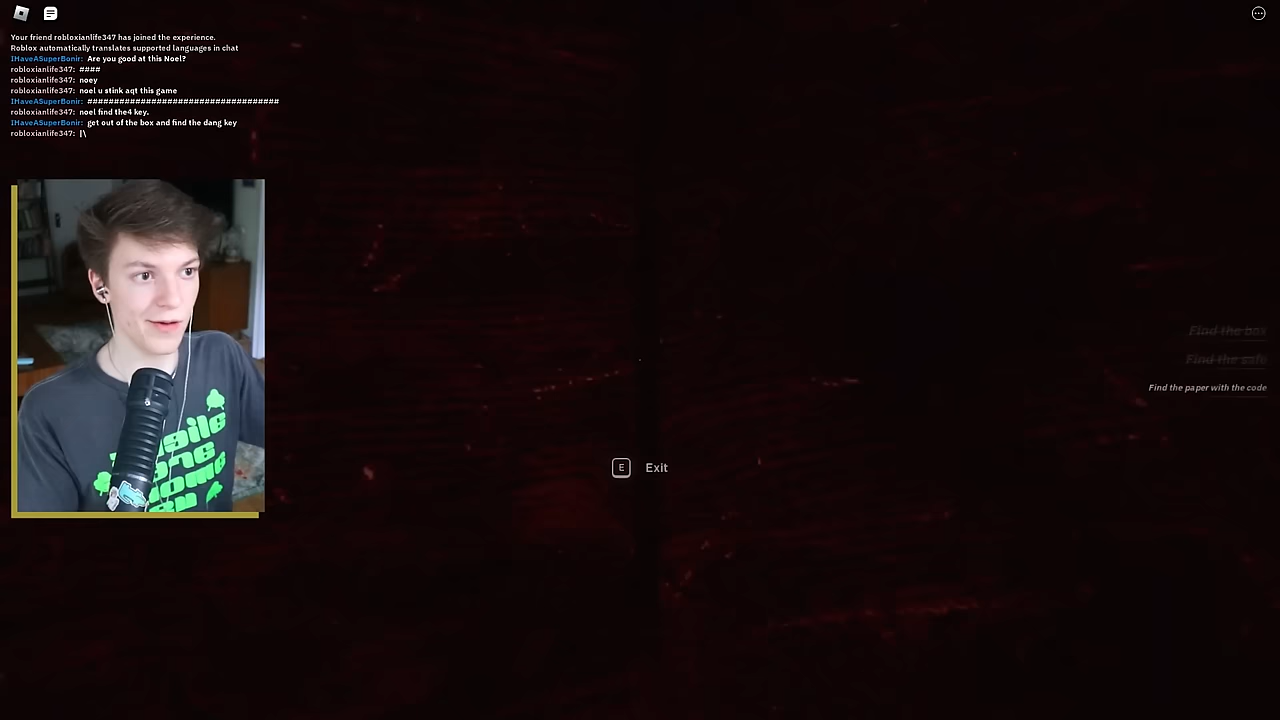 Your friend robloxianlife347 has joined the experience.
Roblox automatically translates supported languages in chat
IHaveASuperBonir: Are you good at this Noel?
robloxianlife347: ####
robloxianlife347: noey
robloxianlife347: noel u stink aqt this game
IHaveASuperBonir: ###################################
robloxianlife347: noel find the4 key.
IHaveASuperBonir: get out of the box and find the dang key
robloxianlife347: |\
Find the box
Find the safe
Find the paper with the code
E Exit